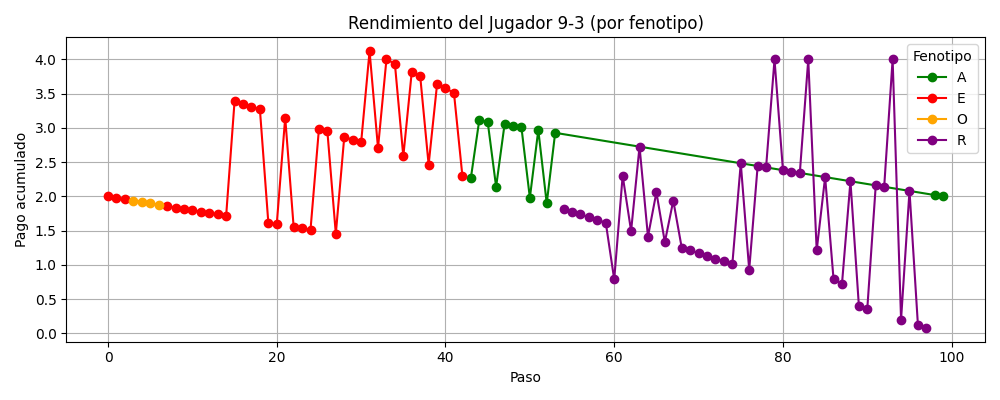 Rendimiento del Jugador 9-3 (por fenotipo)
Pago acumulado
4.0
3.5
3.0
2.5
2.0
1.5
1.0
0.5
0.0
Fenotipo
A
E
O
R
0 20 40 60 80 100
Paso